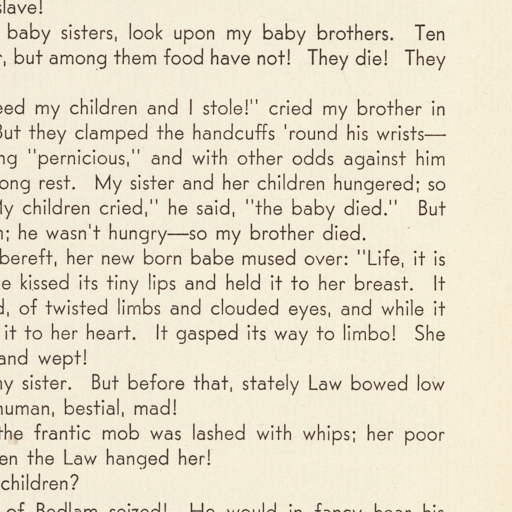 slave!
baby sisters, look upon my baby brothers. Ten
, but among them food have not! They die! They
eed my children and I stole!" cried my brother in
But they clamped the handcuffs 'round his wrists—
ng "pernicious," and with other odds against him
ong rest. My sister and her children hungered; so
My children cried," he said, "the baby died." But
; he wasn't hungry—so my brother died.
bereft, her new born babe mused over: "Life, it is
e kissed its tiny lips and held it to her breast. It
d, of twisted limbs and clouded eyes, and while it
it to her heart. It gasped its way to limbo! She
and wept!
my sister. But before that, stately Law bowed low
human, bestial, mad!
the frantic mob was lashed with whips; her poor
en the Law hanged her!
children?
of Bedlam seized! He would in fancy hear his